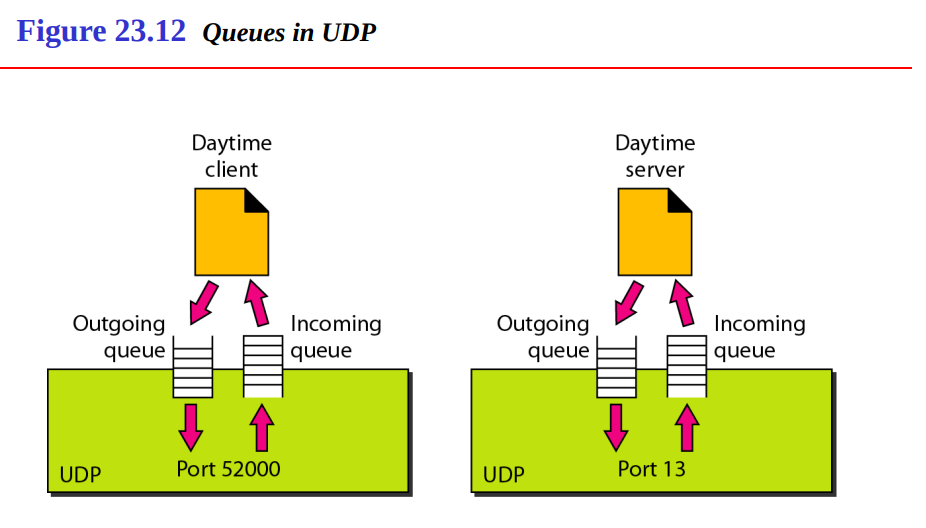 Figure 23.12 Queues in UDP
Daytime
client
Outgoing
queue
Incoming
queue
UDP
Port 52000
Daytime
server
Outgoing
queue
Incoming
queue
UDP
Port 13